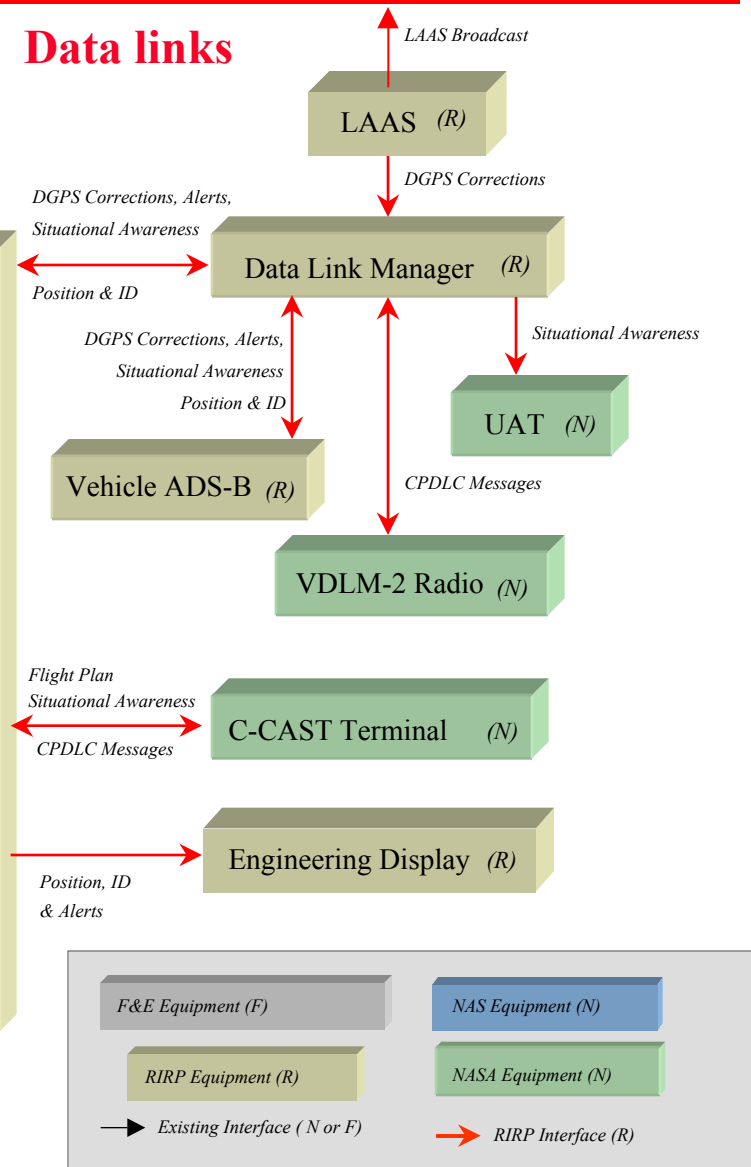 Data links
LAAS Broadcast
LAAS (R)
DGPS Corrections
DGPS Corrections, Alerts,
Situational Awareness
Data Link Manager (R)
Position & ID
Situational Awareness
DGPS Corrections, Alerts,
Situational Awareness
Position & ID
UAT (N)
Vehicle ADS-B (R)
CPDLC Messages
VDLM-2 Radio (N)
Flight Plan
Situational Awareness
C-CAST Terminal (N)
CPDLC Messages
Engineering Display (R)
Position, ID
& Alerts
F&E Equipment (F)
NAS Equipment (N)
RIRP Equipment (R)
NASA Equipment (N)
Existing Interface ( N or F)
RIRP Interface (R)